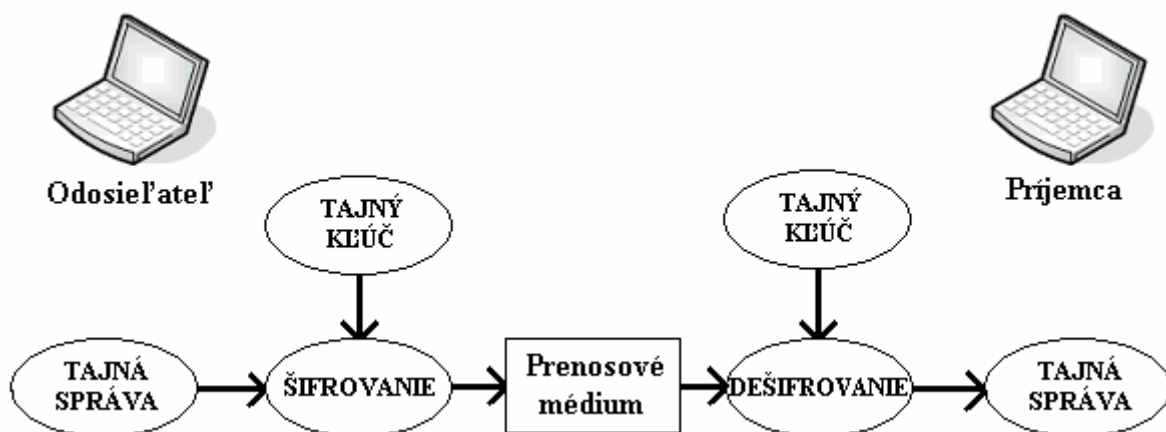 Odosieľateľ
Príjemca
TAJNÝ
KĽÚČ
TAJNÝ
KĽÚČ
TAJNÁ
SPRÁVA
ŠIFROVANIE
Prenosové
médium
DEŠIFROVANIE
TAJNÁ
SPRÁVA